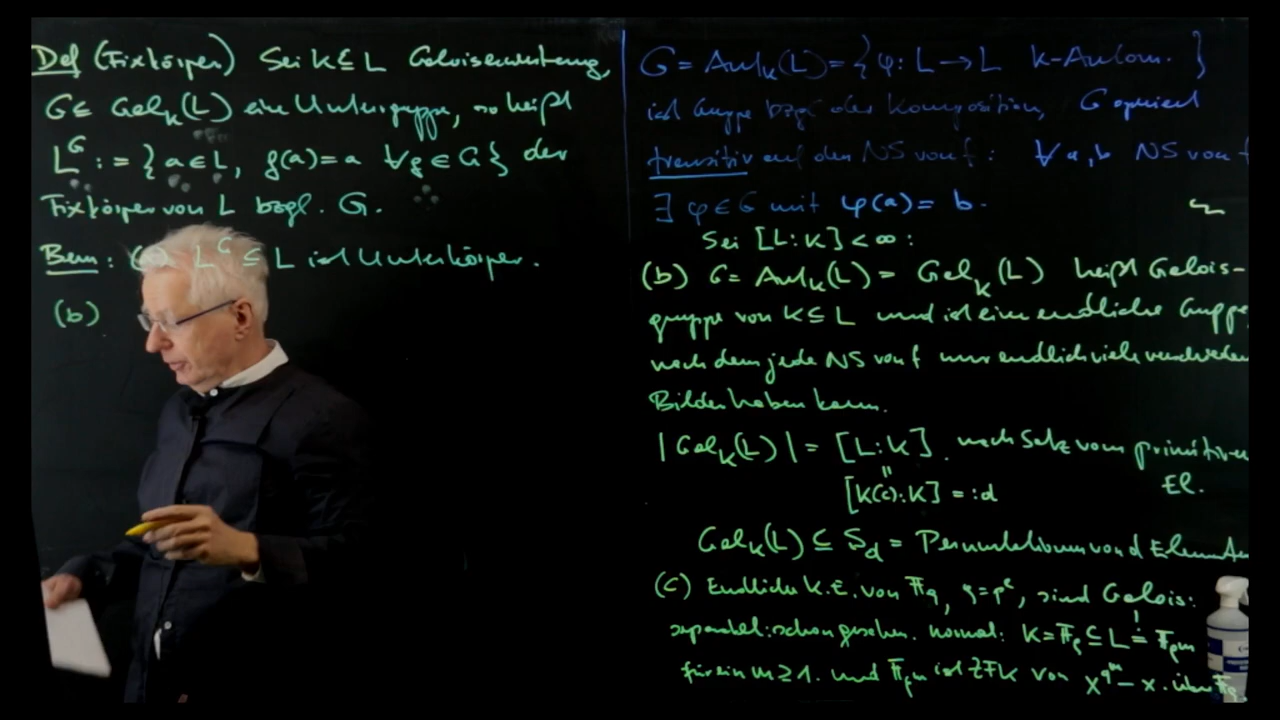 Def (Fixkörper) Sei K ⊆ L Galoiserweiterung,
G ⊆ Gal_K(L) eine Untergruppe, so heißt
L^G := { a ∈ L, g(a) = a ∀ g ∈ G } der
Fixkörper von L bzgl. G.
Bem: L^G ⊆ L ist Unterkörper.
(b)
G = Aut_K(L) = { φ: L → L K-Autom. }
ist Gruppe bzgl der Komposition, G operiert
transitiv auf den NS von f: ∀ a, b NS von f
∃ φ ∈ G mit φ(a) = b.
Sei [L:K] < ∞:
(b) G = Aut_K(L) = Gal_K(L) heißt Galois-
gruppe von K ⊆ L und ist eine endliche Gruppe
nach dem jede NS von f nur endlich viele verschieden
Bilder haben kann.
|Gal_K(L)| = [L:K]. nach Satz vom primitiven
El.
[K(c):K] =: d
Gal_K(L) ⊆ S_d = Permutationen von d Elementen
(c) Endliche K.E. von F_q, q = p^e, sind Galois:
separabel: schon gesehen. normal: K = F_q ⊆ L = F_{q^m}
für ein m ≥ 1. und F_{q^m} ist ZFK von X^{q^m} - X. über F_q.